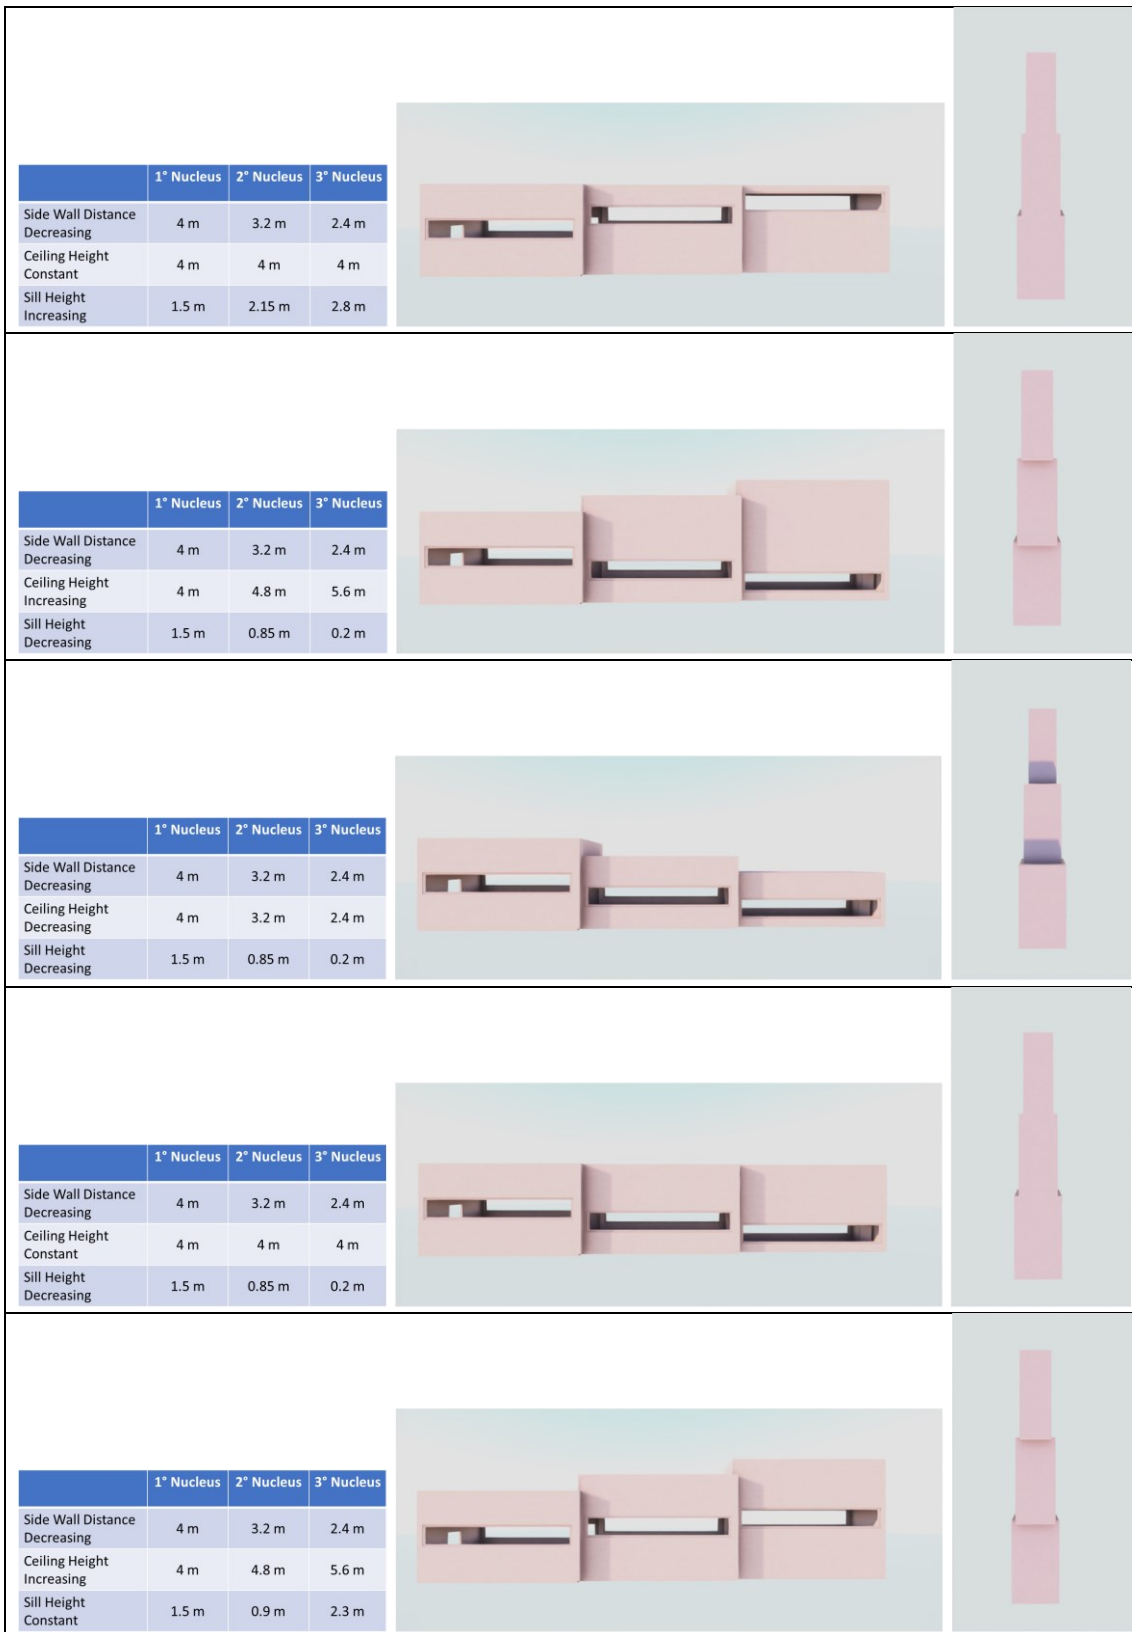 1° Nucleus 2° Nucleus 3° Nucleus
Side Wall Distance
Decreasing 4 m 3.2 m 2.4 m
Ceiling Height
Constant 4 m 4 m 4 m
Sill Height
Increasing 1.5 m 2.15 m 2.8 m
1° Nucleus 2° Nucleus 3° Nucleus
Side Wall Distance
Decreasing 4 m 3.2 m 2.4 m
Ceiling Height
Increasing 4 m 4.8 m 5.6 m
Sill Height
Decreasing 1.5 m 0.85 m 0.2 m
1° Nucleus 2° Nucleus 3° Nucleus
Side Wall Distance
Decreasing 4 m 3.2 m 2.4 m
Ceiling Height
Decreasing 4 m 3.2 m 2.4 m
Sill Height
Decreasing 1.5 m 0.85 m 0.2 m
1° Nucleus 2° Nucleus 3° Nucleus
Side Wall Distance
Decreasing 4 m 3.2 m 2.4 m
Ceiling Height
Constant 4 m 4 m 4 m
Sill Height
Decreasing 1.5 m 0.85 m 0.2 m
1° Nucleus 2° Nucleus 3° Nucleus
Side Wall Distance
Decreasing 4 m 3.2 m 2.4 m
Ceiling Height
Increasing 4 m 4.8 m 5.6 m
Sill Height
Constant 1.5 m 0.9 m 2.3 m